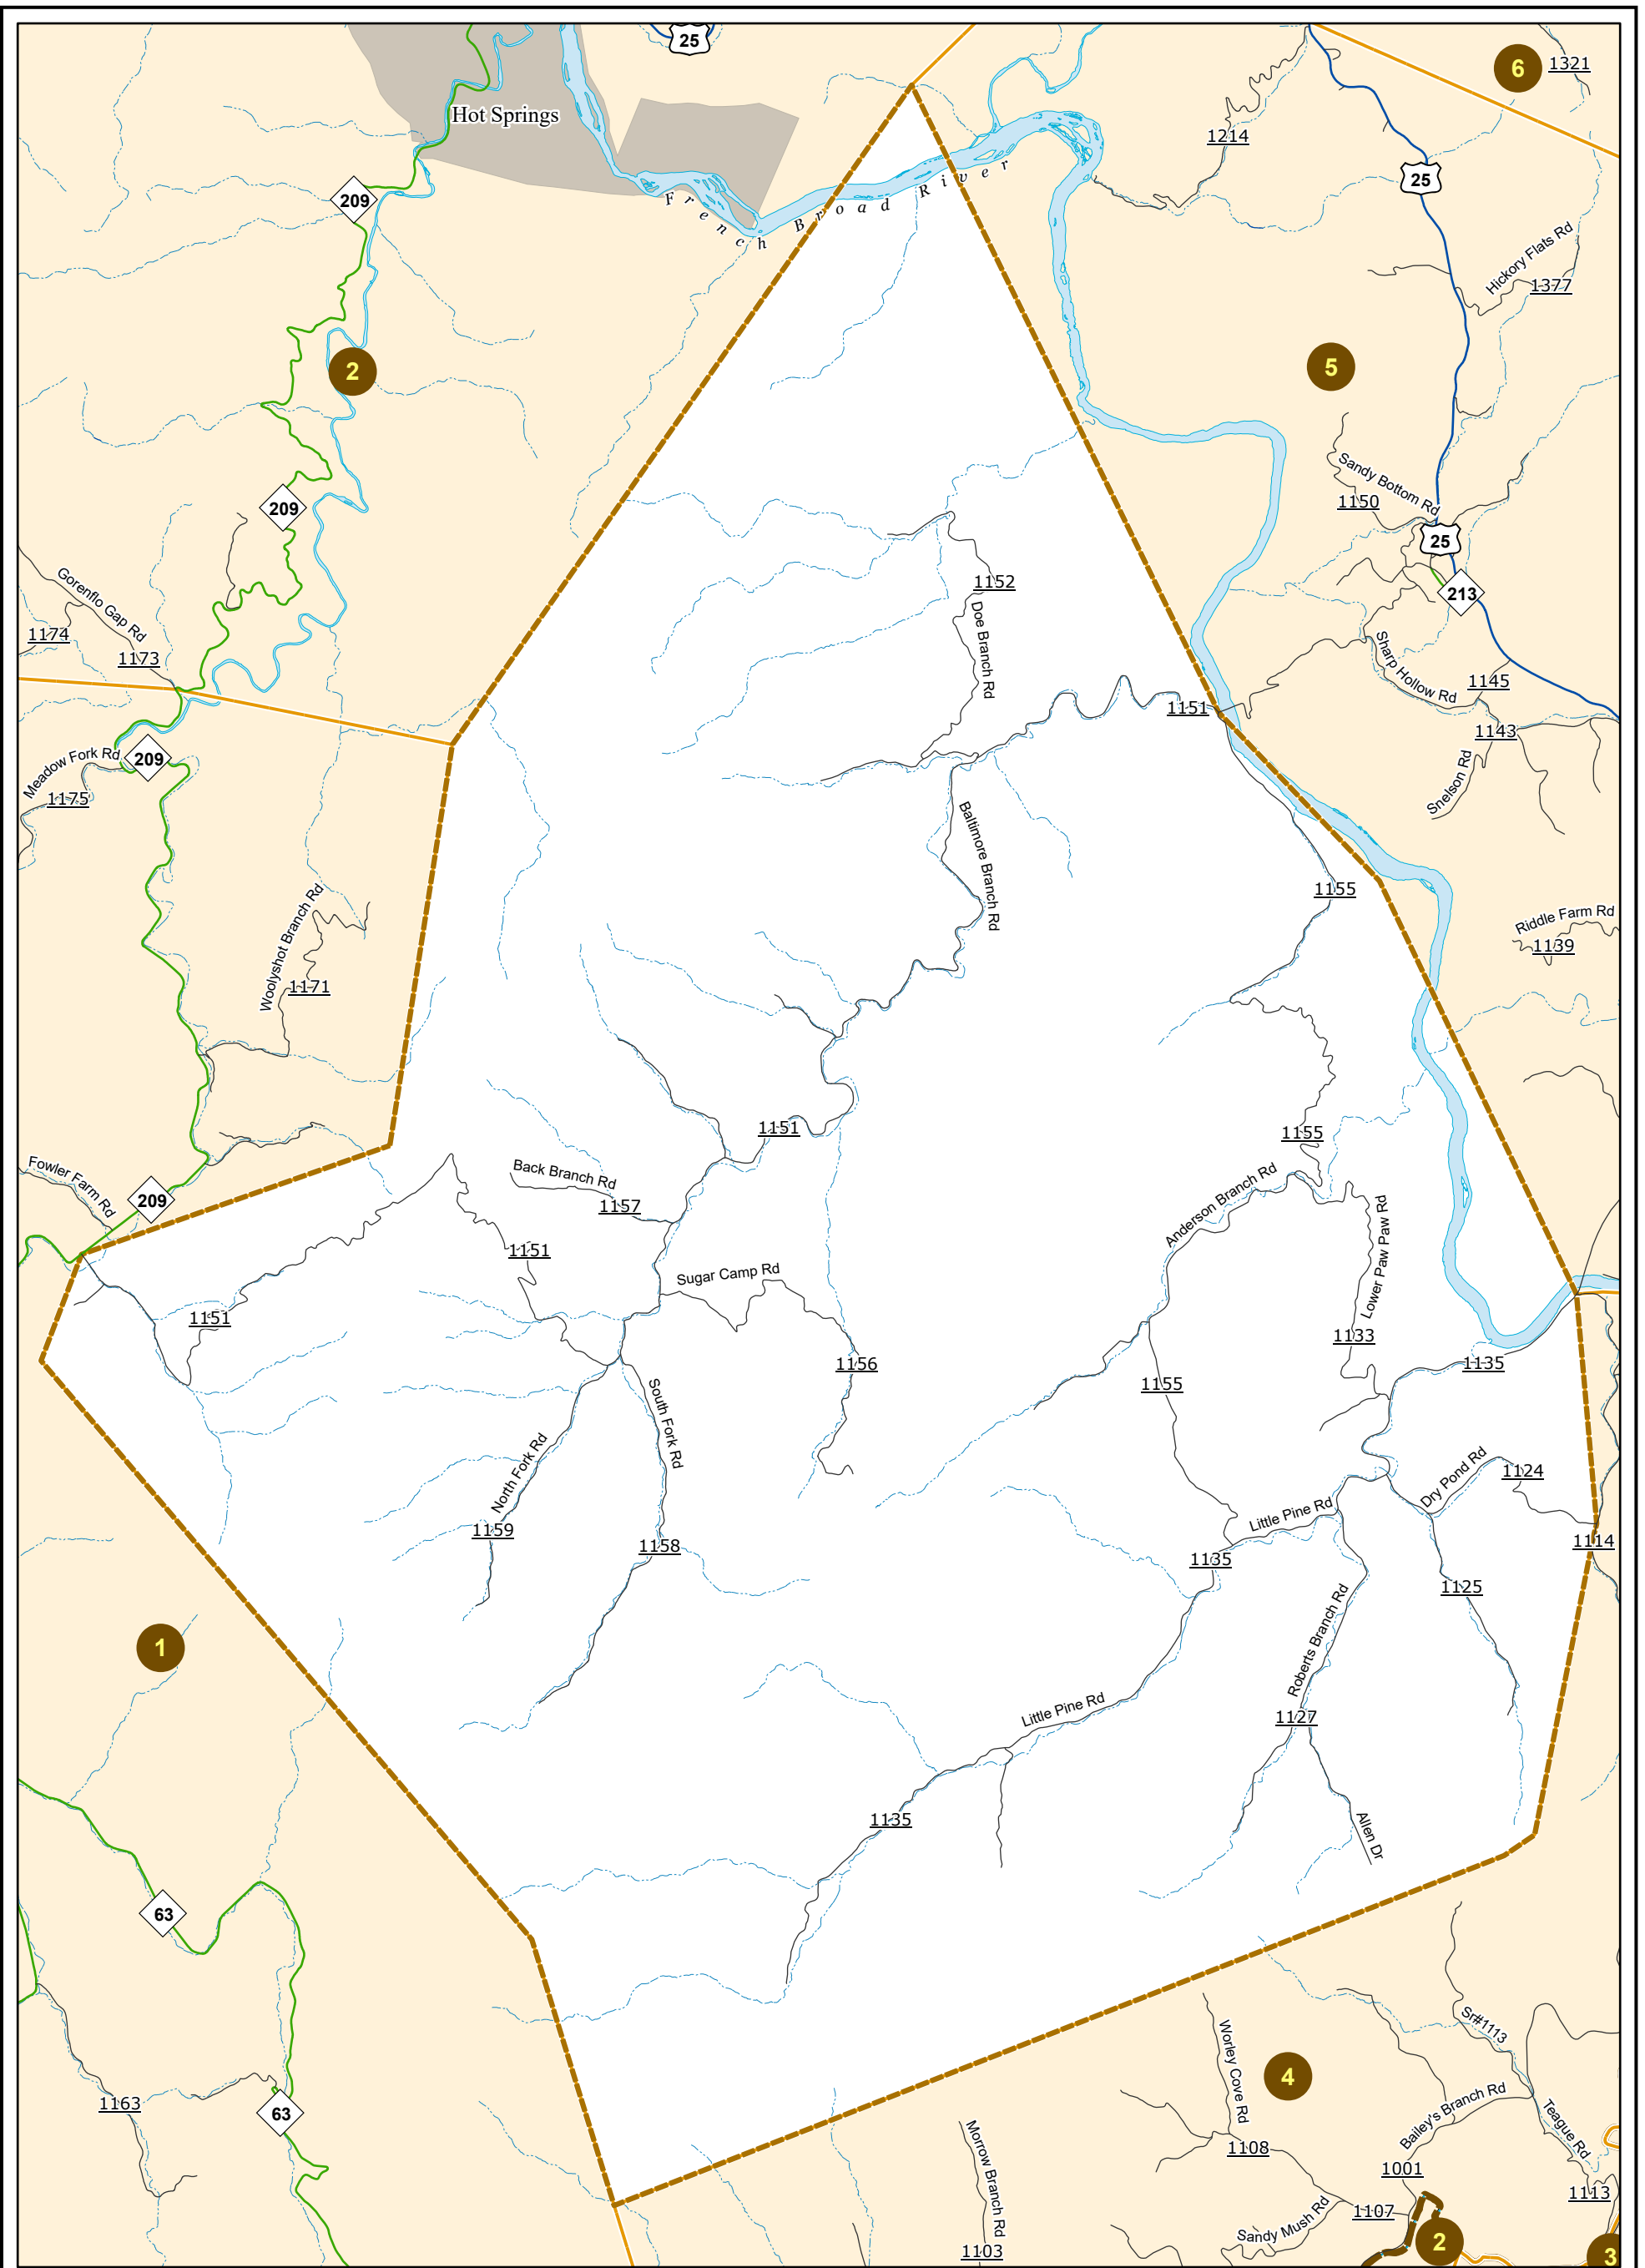 25
6
1321
Hot Springs
1214
209
25
French Broad River
Hickory Flats Rd
1377
2
5
Sandy Bottom Rd
1150
209
25
1152
213
Gorenflo Gap Rd
1174
1173
Doe Branch Rd
Sharp Hollow Rd
1145
1151
1143
Meadow Fork Rd
209
1175
Snelson Rd
Baltimore Branch Rd
1155
Woolyshot Branch Rd
Riddle Farm Rd
1139
1171
1151
1155
Fowler Farm Rd
Back Branch Rd
209
1157
Anderson Branch Rd
Lower Paw Paw Rd
1151
Sugar Camp Rd
1151
1133
1156
1135
1155
South Fork Rd
North Fork Rd
Dry Pond Rd
1124
1159
Little Pine Rd
1158
1114
1135
1125
1
Roberts Branch Rd
Little Pine Rd
1127
1135
Allen Dr
63
Sr#1113
Worley Cove Rd
4
1163
63
Bailey's Branch Rd
Teague Rd
Morrow Branch Rd
1108
1001
1113
1107
Sandy Mush Rd
2
1103
3